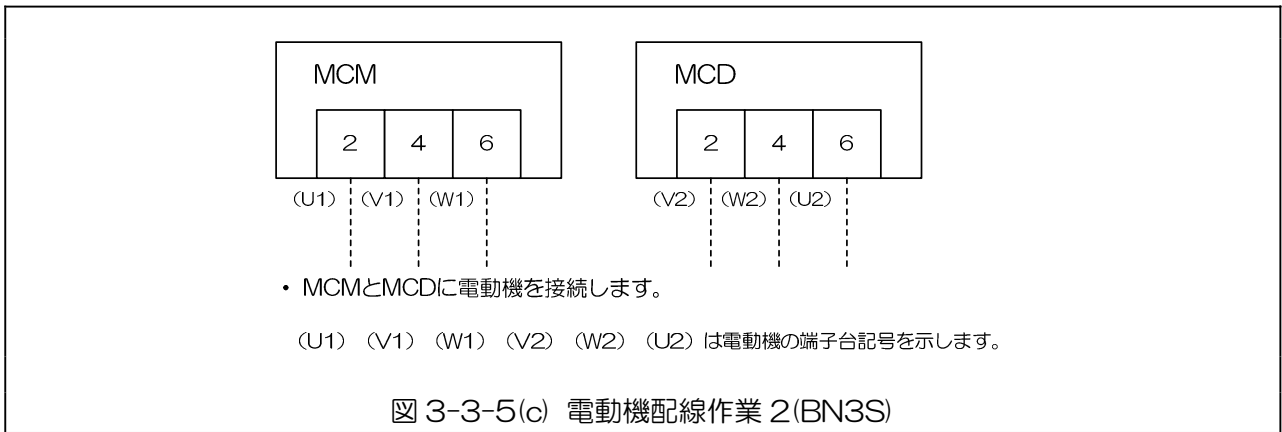 MCM MCD
2 4 6 2 4 6
(U1) (V1) (W1) (V2) (W2) (U2)
・ MCMとMCDに電動機を接続します。
(U1) (V1) (W1) (V2) (W2) (U2) は電動機の端子台記号を示します。
図 3-3-5(c) 電動機配線作業 2(BN3S)